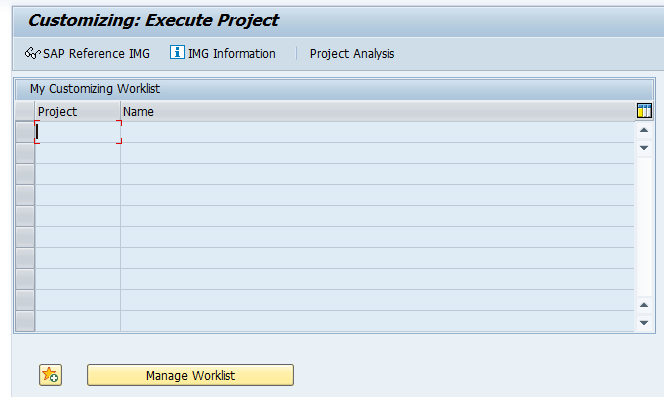 Customizing: Execute Project
SAP Reference IMG IMG Information Project Analysis
My Customizing Worklist
Project Name
Manage Worklist